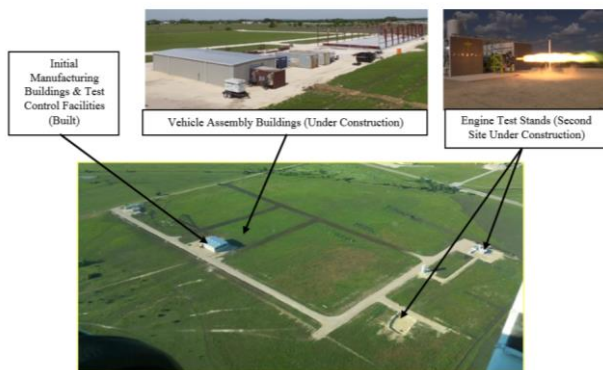 Initial
Manufacturing
Buildings & Test
Control Facilities
(Built)
Vehicle Assembly Buildings (Under Construction)
Engine Test Stands (Second
Site Under Construction)